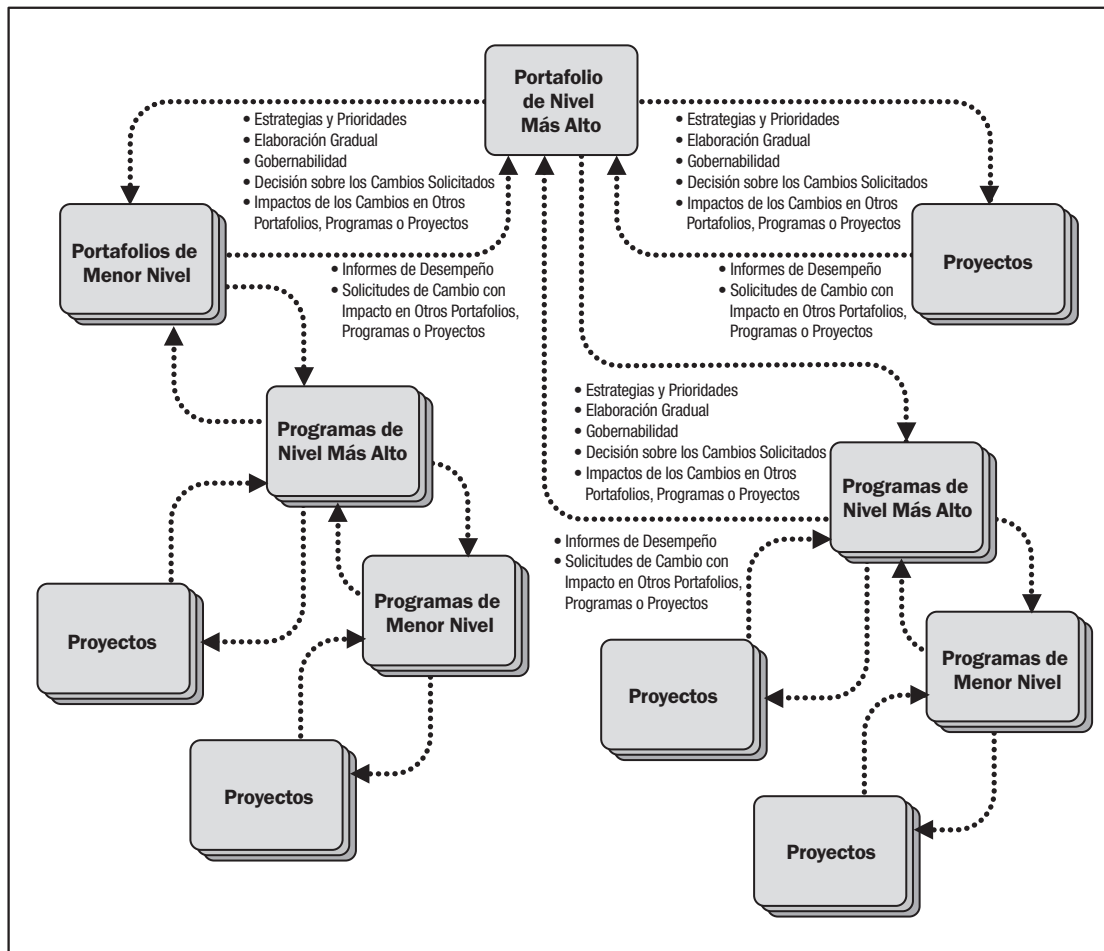 Portafolio
de Nivel
Más Alto
• Estrategias y Prioridades
• Elaboración Gradual
• Gobernabilidad
• Decisión sobre los Cambios Solicitados
• Impactos de los Cambios en Otros
Portafolios, Programas o Proyectos
• Estrategias y Prioridades
• Elaboración Gradual
• Gobernabilidad
• Decisión sobre los Cambios Solicitados
• Impactos de los Cambios en Otros
Portafolios, Programas o Proyectos
Portafolios de
Menor Nivel
Proyectos
• Informes de Desempeño
• Solicitudes de Cambio con
Impacto en Otros Portafolios,
Programas o Proyectos
• Informes de Desempeño
• Solicitudes de Cambio con
Impacto en Otros Portafolios,
Programas o Proyectos
Programas de
Nivel Más Alto
• Estrategias y Prioridades
• Elaboración Gradual
• Gobernabilidad
• Decisión sobre los Cambios Solicitados
• Impactos de los Cambios en Otros
Portafolios, Programas o Proyectos
Programas de
Nivel Más Alto
• Informes de Desempeño
• Solicitudes de Cambio con
Impacto en Otros Portafolios,
Programas o Proyectos
Proyectos
Programas de
Menor Nivel
Proyectos
Programas de
Menor Nivel
Proyectos
Proyectos